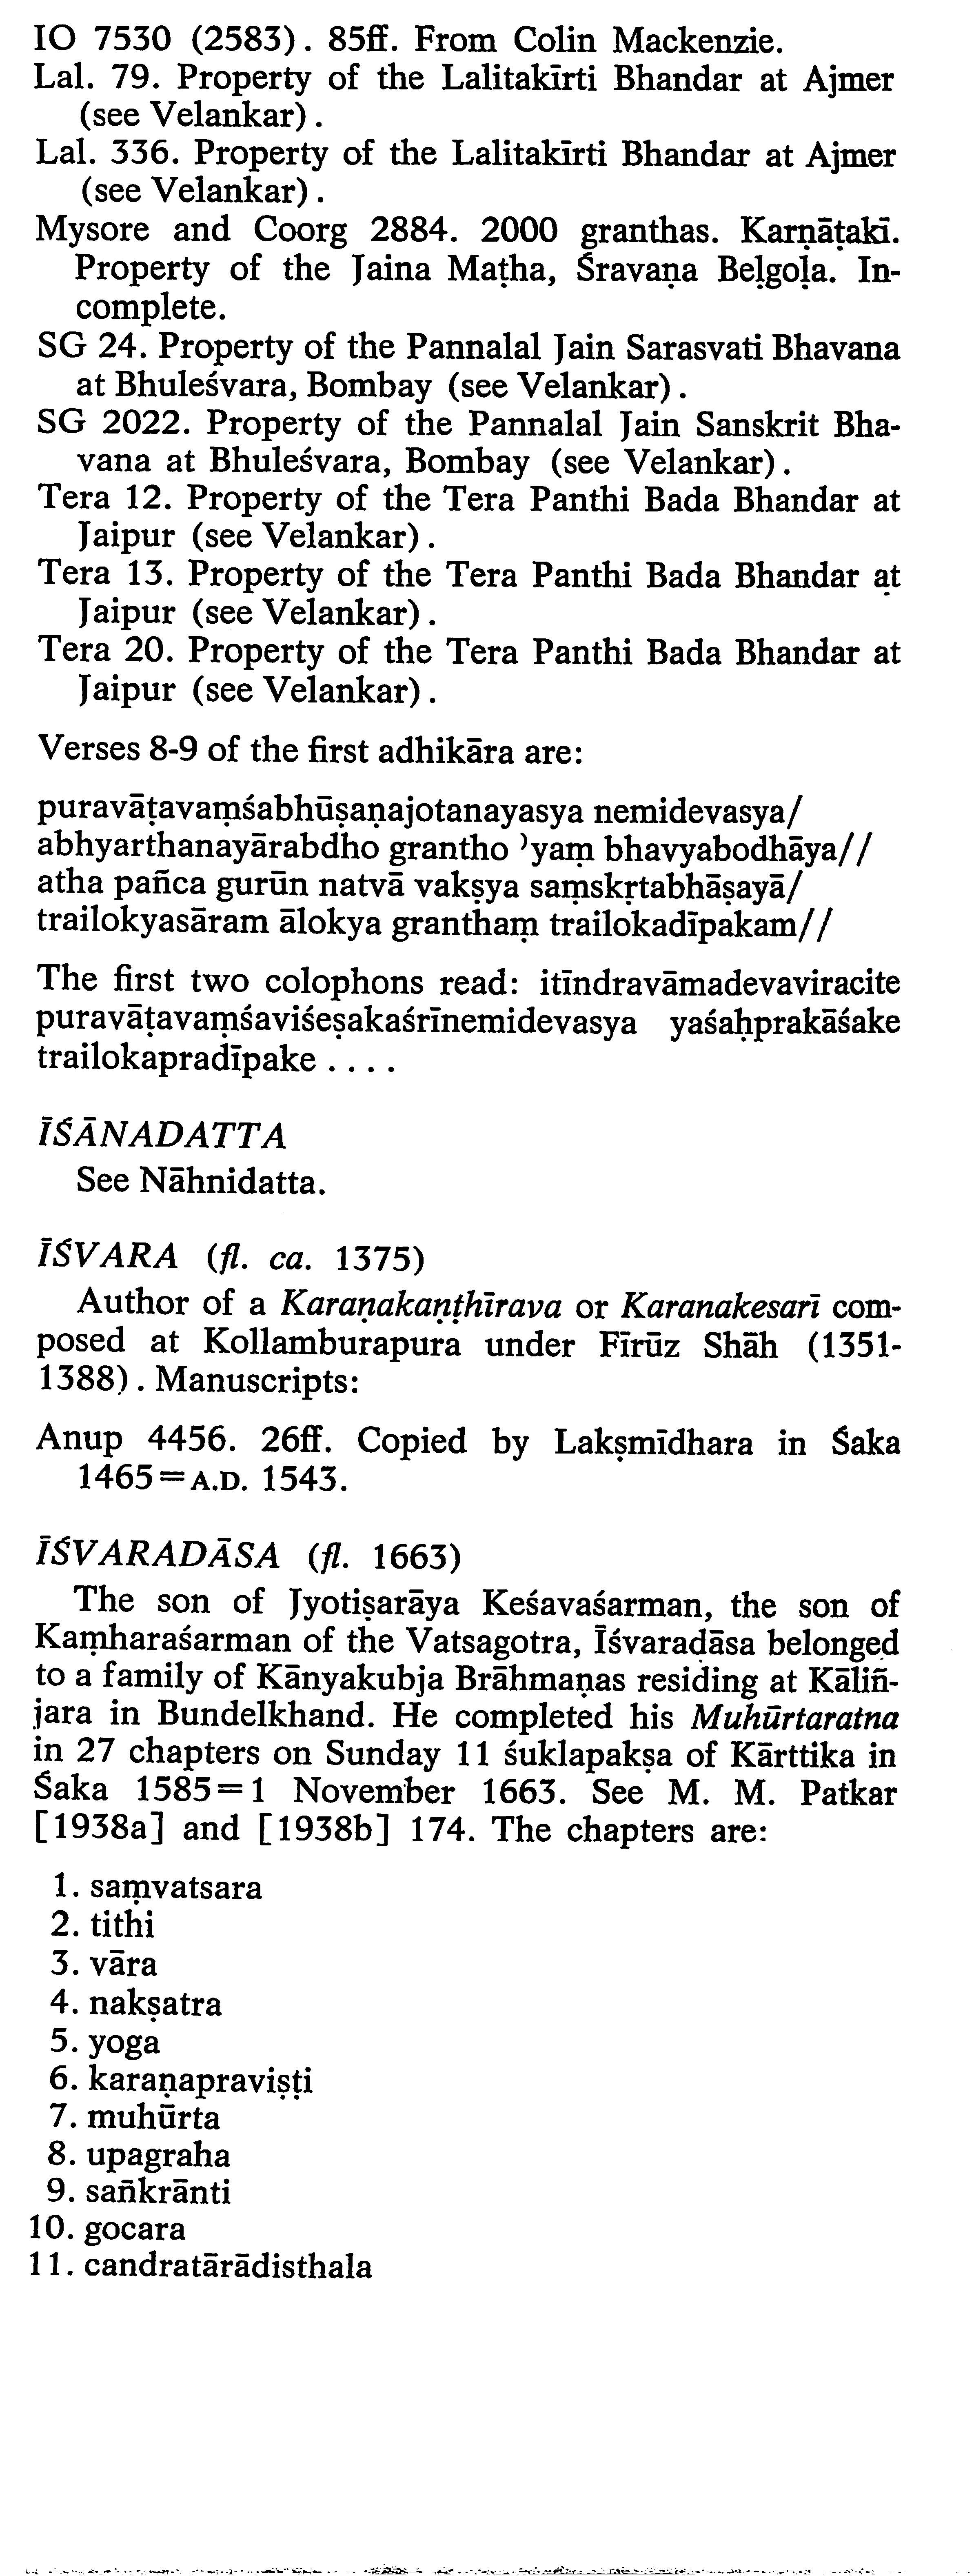 IO 7530 (2583). 85ff. From Colin Mackenzie.
Lal. 79. Property of the Lalitakīrti Bhandar at Ajmer
(see Velankar).
Lal. 336. Property of the Lalitakīrti Bhandar at Ajmer
(see Velankar).
Mysore and Coorg 2884. 2000 granthas. Karṇāṭakī.
Property of the Jaina Maṭha, Śravaṇa Beḷgoḷa. In-
complete.
SG 24. Property of the Pannalal Jain Sarasvati Bhavana
at Bhuleśvara, Bombay (see Velankar).
SG 2022. Property of the Pannalal Jain Sanskrit Bha-
vana at Bhuleśvara, Bombay (see Velankar).
Tera 12. Property of the Tera Panthi Bada Bhandar at
Jaipur (see Velankar).
Tera 13. Property of the Tera Panthi Bada Bhandar at
Jaipur (see Velankar).
Tera 20. Property of the Tera Panthi Bada Bhandar at
Jaipur (see Velankar).
Verses 8-9 of the first adhikāra are:
puravāṭavaṃśabhūṣaṇajotanayasya nemidevasya/
abhyarthanayārabdho grantho ʾyaṃ bhavyabodhāya//
atha pañca gurūn natvā vakṣya saṃskṛtabhāṣayā/
trailokyasāram ālokya granthaṃ trailokadīpakam//
The first two colophons read: itīndravāmadevaviracite
puravāṭavaṃśaviśeṣakaśrīnemidevasya yaśaḥprakāśake
trailokapradīpake . . . .
ĪŚĀNADATTA
See Nāhnidatta.
ĪŚVARA (fl. ca. 1375)
Author of a Karaṇakaṇṭhīrava or Karanakesarī com-
posed at Kollamburapura under Fīrūz Shāh (1351-
1388). Manuscripts:
Anup 4456. 26ff. Copied by Lakṣmīdhara in Śaka
1465=A.D. 1543.
ĪŚVARADĀSA (fl. 1663)
The son of Jyotiṣarāya Keśavaśarman, the son of
Kaṃharaśarman of the Vatsagotra, Īśvaradāsa belonged
to a family of Kānyakubja Brāhmaṇas residing at Kāliñ-
jara in Bundelkhand. He completed his Muhūrtaratna
in 27 chapters on Sunday 11 śuklapakṣa of Kārttika in
Śaka 1585=1 November 1663. See M. M. Patkar
[1938a] and [1938b] 174. The chapters are:
1. saṃvatsara
2. tithi
3. vāra
4. nakṣatra
5. yoga
6. karaṇapraviṣṭi
7. muhūrta
8. upagraha
9. sañkrānti
10. gocara
11. candratārādisthala